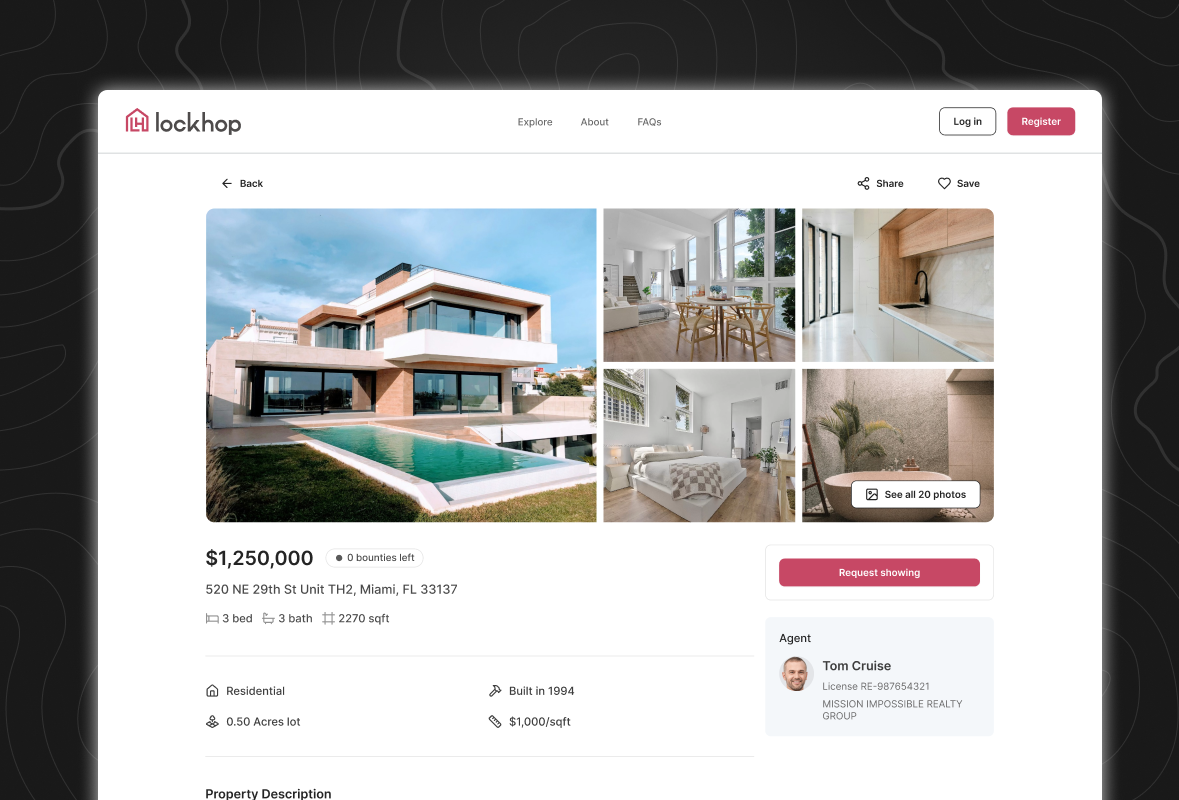 lockhop
Explore About FAQs
Log in Register
Back
Share Save
See all 20 photos
$1,250,000 0 bounties left
520 NE 29th St Unit TH2, Miami, FL 33137
3 bed 3 bath 2270 sqft
Residential Built in 1994
0.50 Acres lot $1,000/sqft
Property Description
Request showing
Agent
Tom Cruise
License RE-987654321
MISSION IMPOSSIBLE REALTY
GROUP